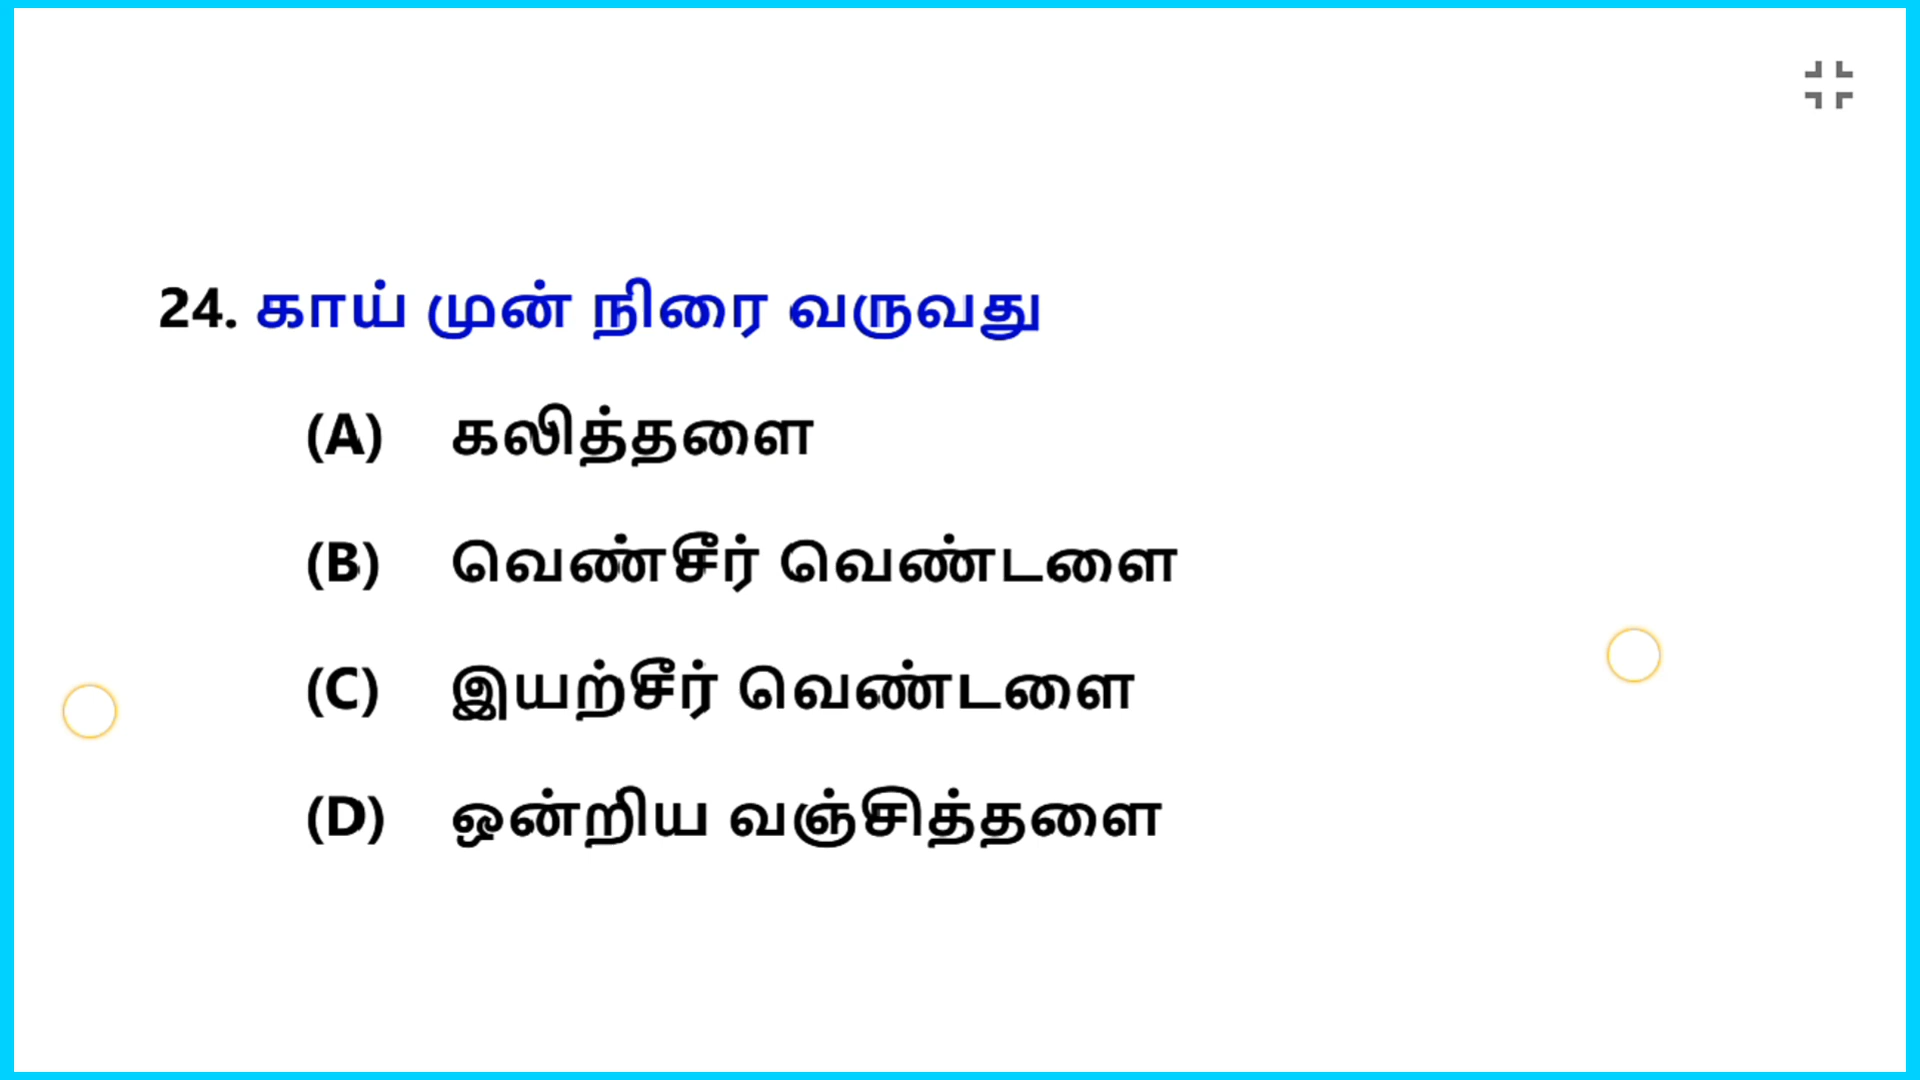 24. காய் முன் நிரை வருவது
(A) கலித்தளை
(B) வெண்சீர் வெண்டளை
(C) இயற்சீர் வெண்டளை
(D) ஒன்றிய வஞ்சித்தளை